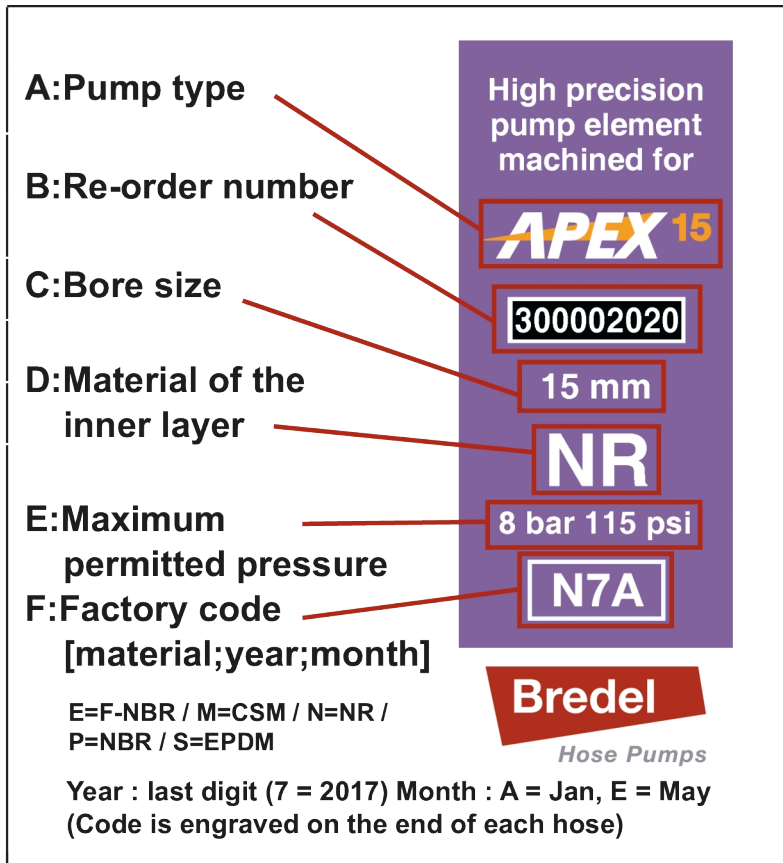 A:Pump type
B:Re-order number
C:Bore size
D:Material of the
inner layer
E:Maximum
permitted pressure
F:Factory code
[material;year;month]
E=F-NBR / M=CSM / N=NR /
P=NBR / S=EPDM
High precision
pump element
machined for
APEX 15
300002020
15 mm
NR
8 bar 115 psi
N7A
Bredel
Hose Pumps
Year : last digit (7 = 2017) Month : A = Jan, E = May
(Code is engraved on the end of each hose)